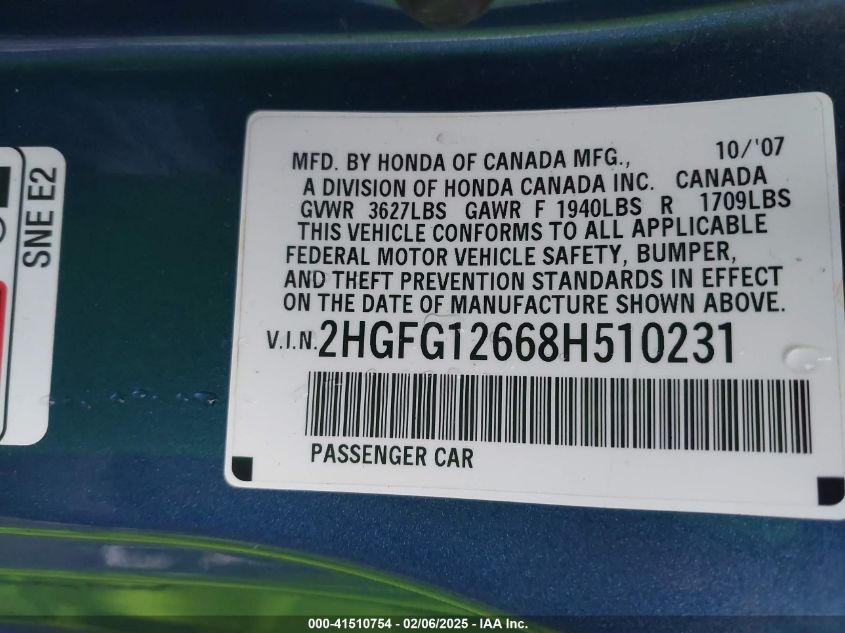 SNE E2
MFD. BY HONDA OF CANADA MFG., 10/'07
A DIVISION OF HONDA CANADA INC. CANADA
GVWR 3627LBS GAWR F 1940LBS R 1709LBS
THIS VEHICLE CONFORMS TO ALL APPLICABLE
FEDERAL MOTOR VEHICLE SAFETY, BUMPER,
AND THEFT PREVENTION STANDARDS IN EFFECT
ON THE DATE OF MANUFACTURE SHOWN ABOVE.
V.I.N. 2HGFG12668H510231
PASSENGER CAR
000-41510754 - 02/06/2025 - IAA Inc.